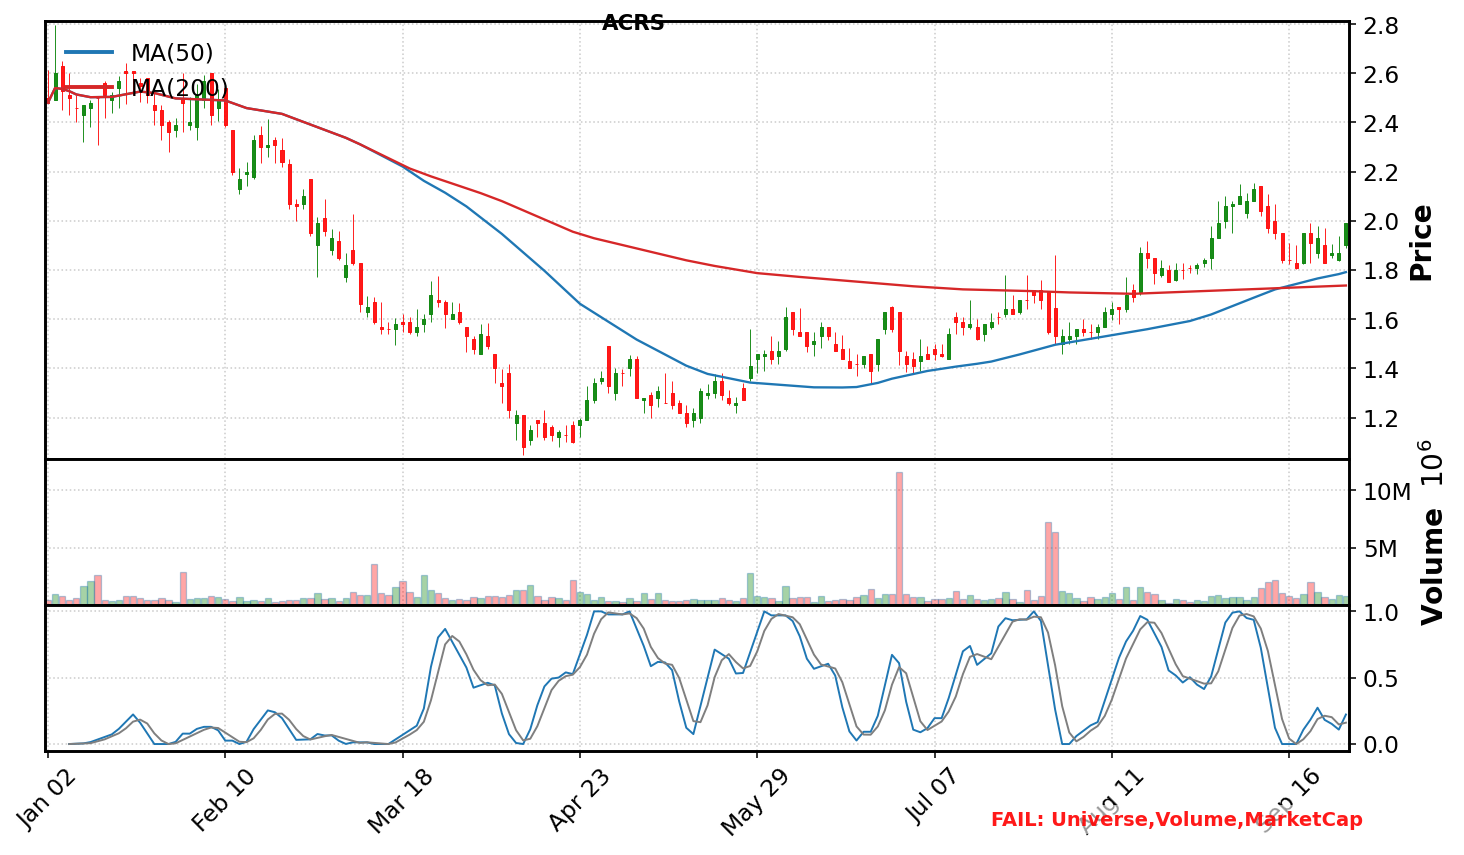 ACRS
MA(50)
MA(200)
2.8
2.6
2.4
2.2
2.0
1.8
1.6
1.4
1.2
Price
10M
5M
Volume 10^6
1.0
0.5
0.0
Jan 02
Feb 10
Mar 18
Apr 23
May 29
Jul 07
Aug 11
Sep 16
FAIL: Universe,Volume,MarketCap